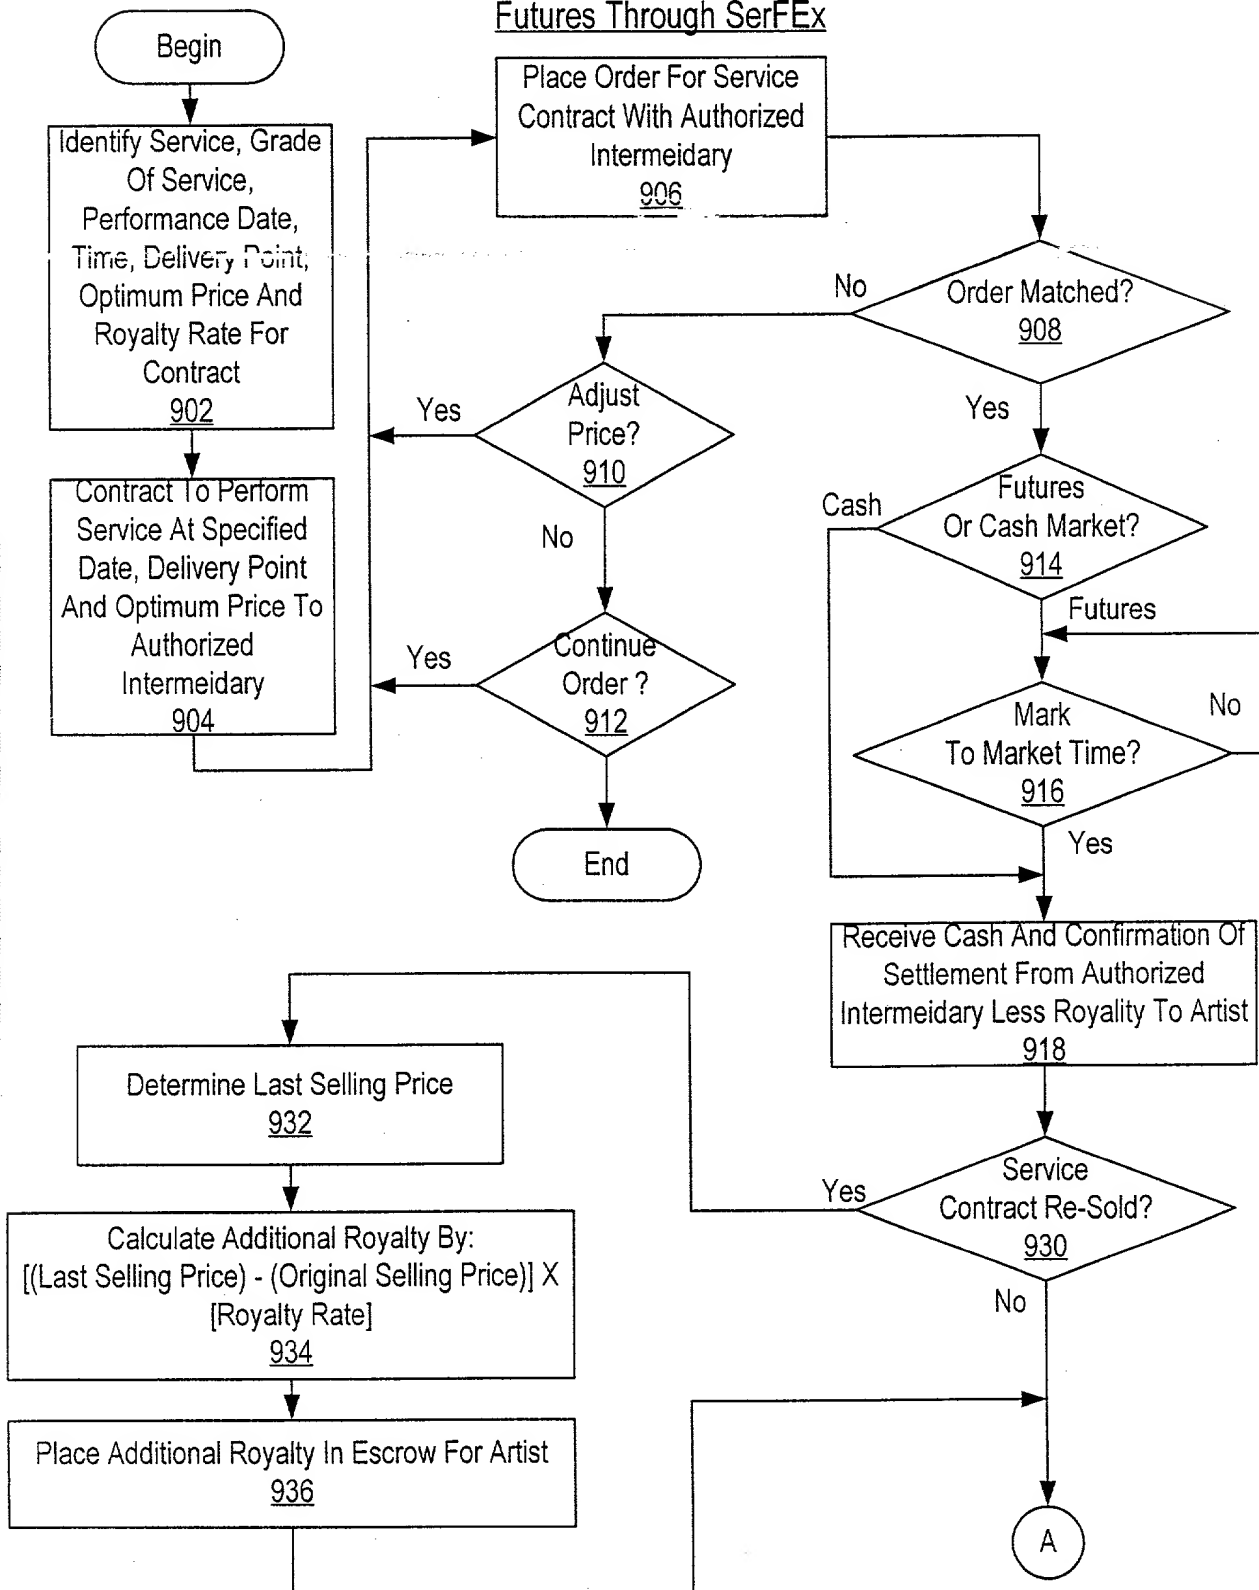 Futures Through SerFEx
Begin
Identify Service, Grade
Of Service,
Performance Date,
Time, Delivery Point,
Optimum Price And
Royalty Rate For
Contract
902
Contract To Perform
Service At Specified
Date, Delivery Point
And Optimum Price To
Authorized
Intermeidary
904
Place Order For Service
Contract With Authorized
Intermeidary
906
Order Matched?
908
No
Yes
Adjust
Price?
910
Yes
No
Continue
Order ?
912
Yes
End
Futures
Or Cash Market?
914
Cash
Futures
Mark
To Market Time?
916
No
Yes
Receive Cash And Confirmation Of
Settlement From Authorized
Intermeidary Less Royality To Artist
918
Service
Contract Re-Sold?
930
Yes
No
Determine Last Selling Price
932
Calculate Additional Royalty By:
[(Last Selling Price) - (Original Selling Price)] X
[Royalty Rate]
934
Place Additional Royalty In Escrow For Artist
936
A